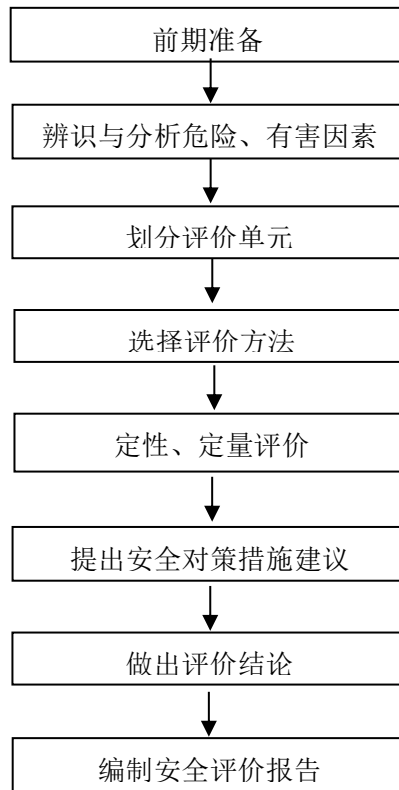 前期准备
辨识与分析危险、有害因素
划分评价单元
选择评价方法
定性、定量评价
提出安全对策措施建议
做出评价结论
编制安全评价报告